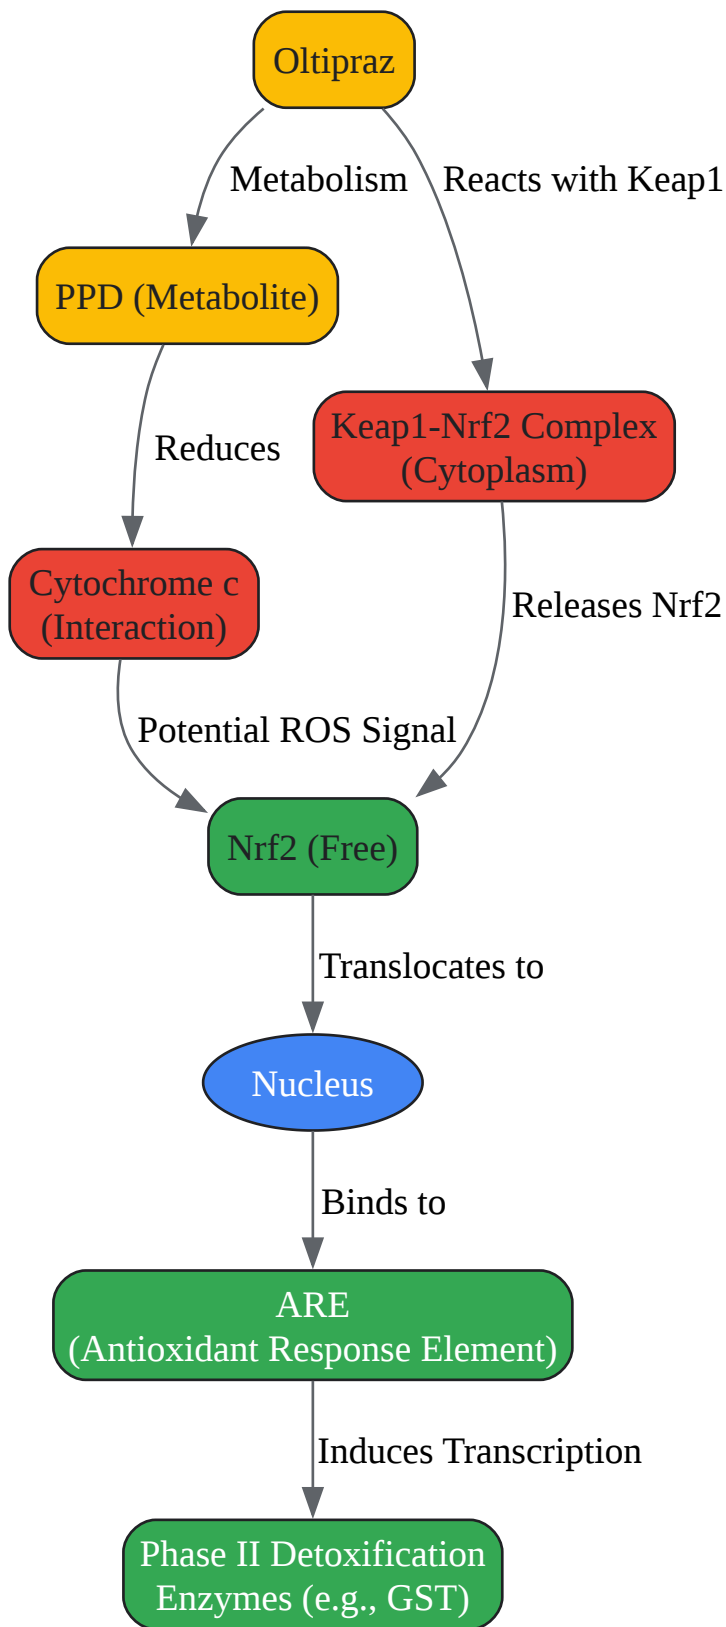 Oltipraz
Metabolism
Reacts with Keap1
PPD (Metabolite)
Keap1-Nrf2 Complex
(Cytoplasm)
Reduces
Cytochrome c
(Interaction)
Releases Nrf2
Potential ROS Signal
Nrf2 (Free)
Translocates to
Nucleus
Binds to
ARE
(Antioxidant Response Element)
Induces Transcription
Phase II Detoxification
Enzymes (e.g., GST)